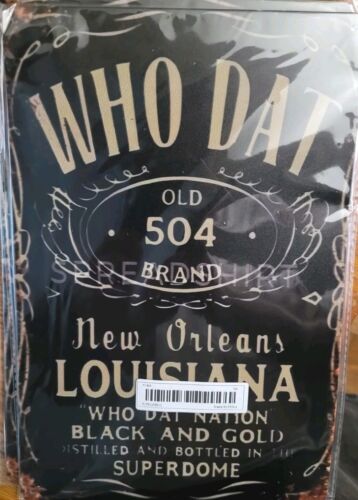 WHO DAT
OLD
504
BRAND
SPREADSHIRT
New Orleans
LOUISIANA
"WHO DAT NATION"
BLACK AND GOLD
DISTILLED AND BOTTLED IN THE
SUPERDOME